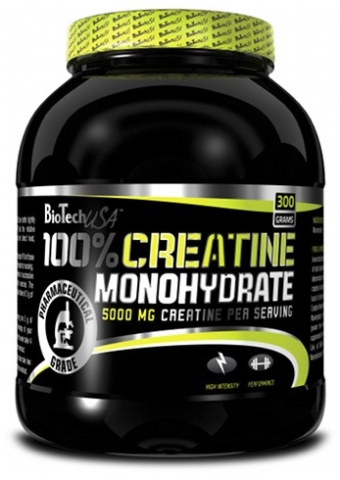 BioTechUSA
300
GRAMS
100% CREATINE
MONOHYDRATE
5000 MG CREATINE PER SERVING
PHARMACEUTICAL
GRADE
HIGH INTENSITY
PERFORMANCE